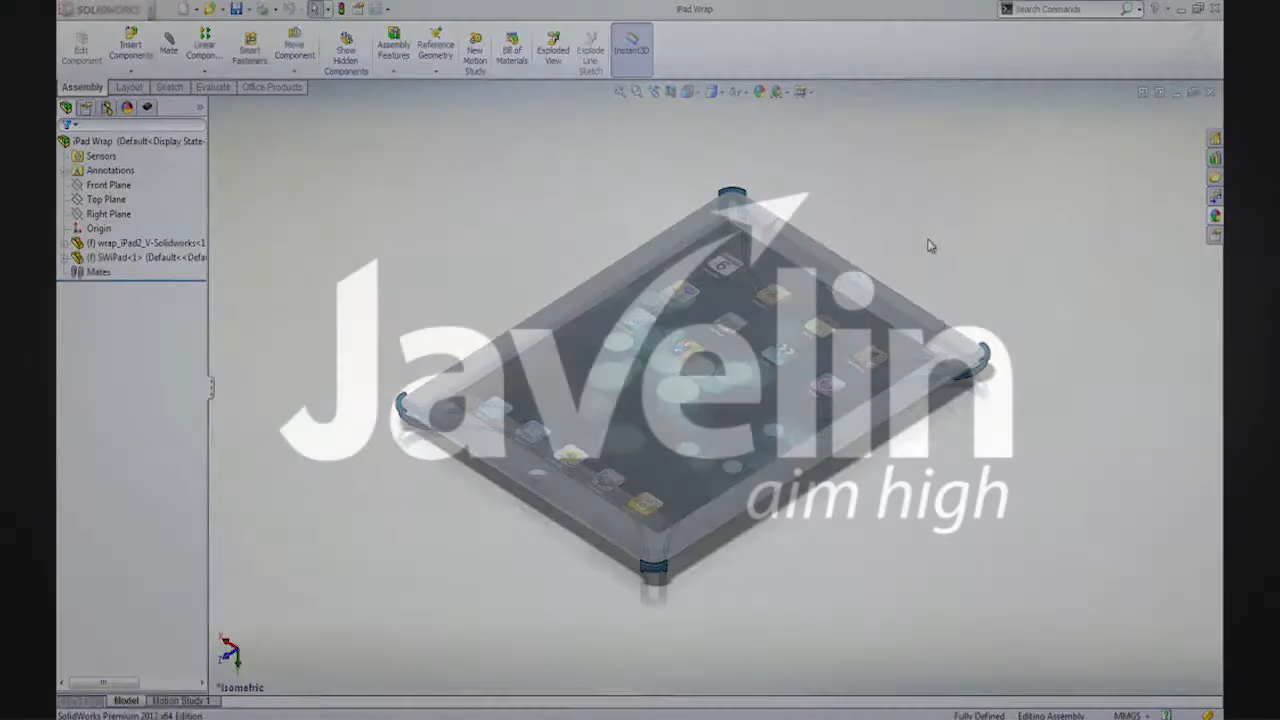 SOLIDWORKS
iPad Wrap
Search Commands
Edit Component
Insert Components
Mate
Linear Compon...
Smart Fasteners
Move Component
Show Hidden Components
Assembly Features
Reference Geometry
New Motion Study
Bill of Materials
Exploded View
Explode Line Sketch
Instant3D
Assembly
Layout
Sketch
Evaluate
Office Products
iPad Wrap (Default<Display State-
Sensors
Annotations
Front Plane
Top Plane
Right Plane
Origin
(f) wrap_iPad2_V-Solidworks<1
(f) SWiPad<1> (Default<<Defau
Mates
6
Javelin
aim high
X
Z
*Isometric
Model
Motion Study 1
SolidWorks Premium 2012 x64 Edition
Fully Defined
Editing Assembly
MMGS